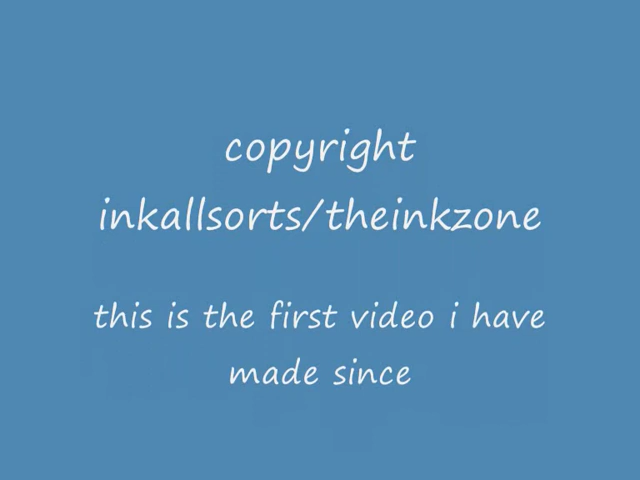 copyright
inkallsorts/theinkzone
this is the first video i have
made since